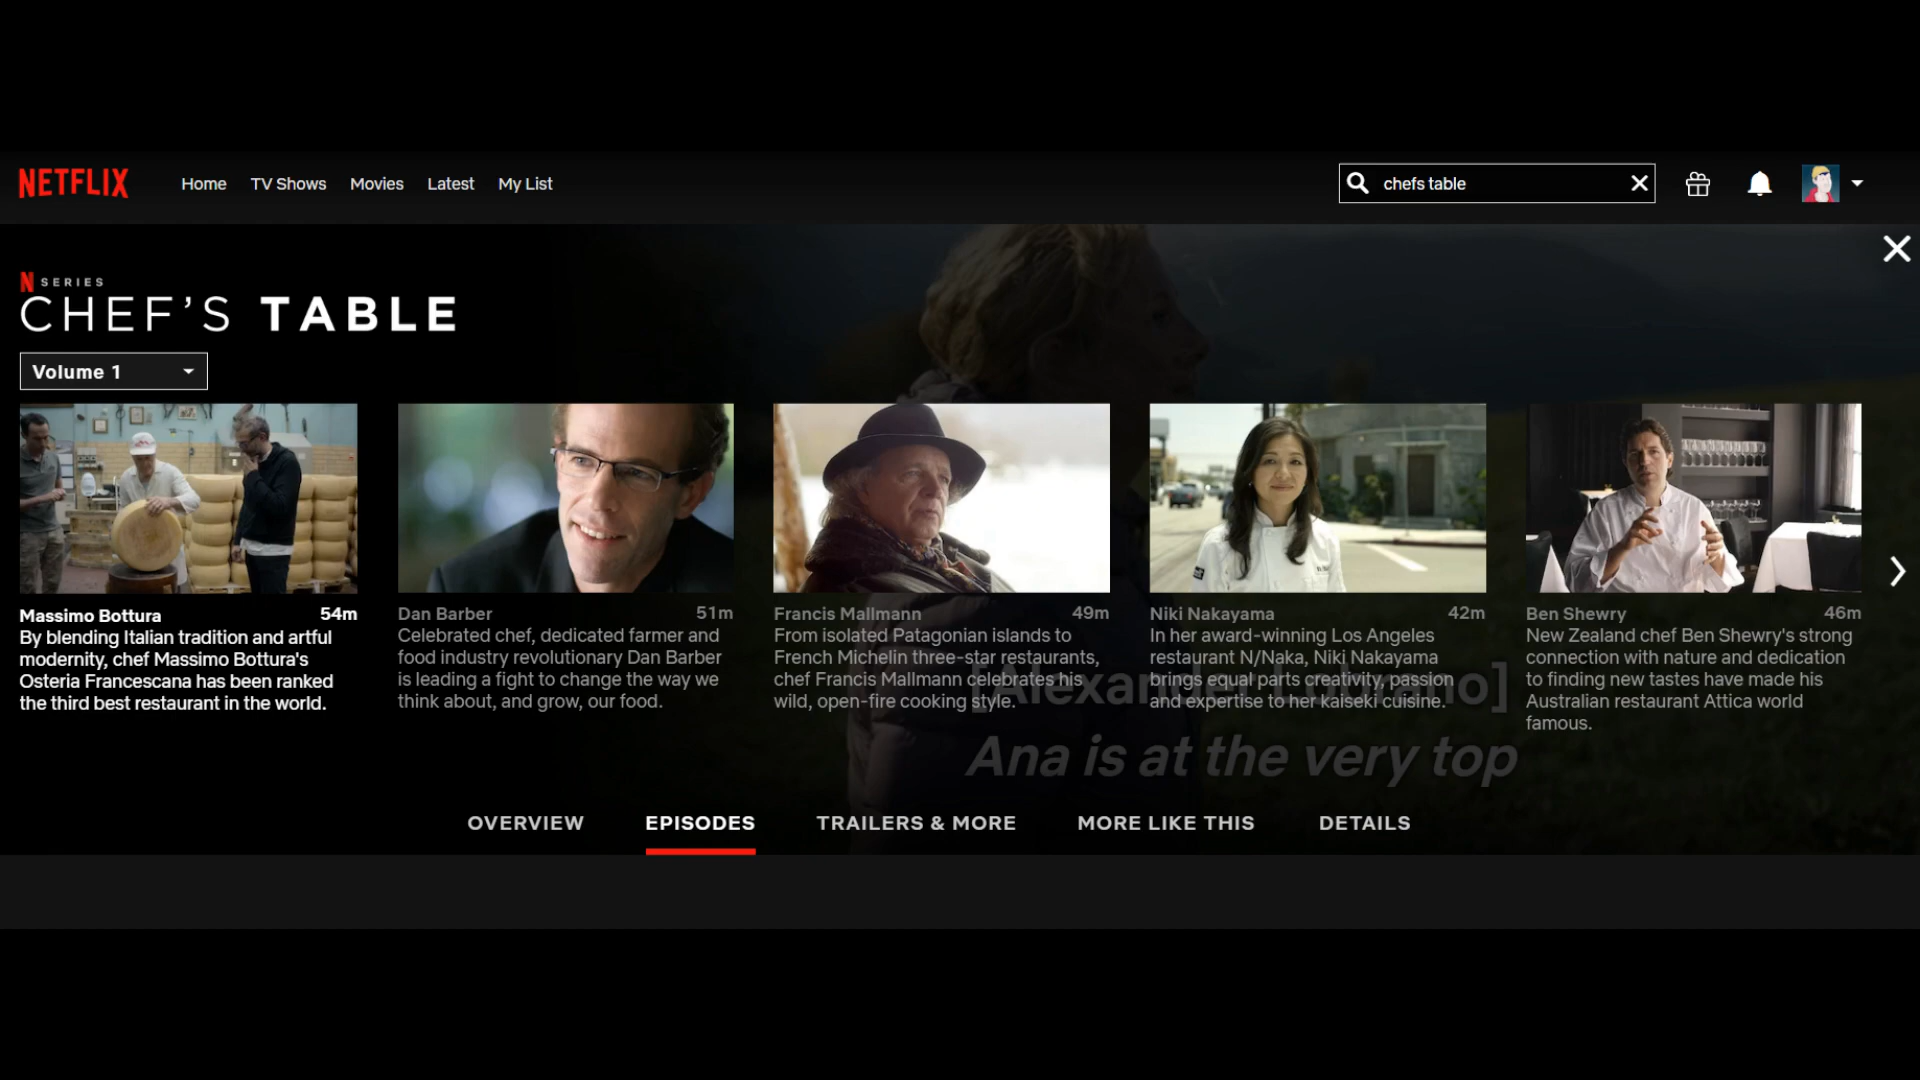 NETFLIX Home TV Shows Movies Latest My List chefs table
N SERIES
CHEF'S TABLE
Volume 1
Massimo Bottura 54m
By blending Italian tradition and artful
modernity, chef Massimo Bottura's
Osteria Francescana has been ranked
the third best restaurant in the world.
Dan Barber 51m
Celebrated chef, dedicated farmer and
food industry revolutionary Dan Barber
is leading a fight to change the way we
think about, and grow, our food.
Francis Mallmann 49m
From isolated Patagonian islands to
French Michelin three-star restaurants,
chef Francis Mallmann celebrates his
wild, open-fire cooking style.
Niki Nakayama 42m
In her award-winning Los Angeles
restaurant N/Naka, Niki Nakayama
brings equal parts creativity, passion
and expertise to her kaiseki cuisine.
Ben Shewry 46m
New Zealand chef Ben Shewry's strong
connection with nature and dedication
to finding new tastes have made his
Australian restaurant Attica world
famous.
Ana is at the very top
OVERVIEW EPISODES TRAILERS & MORE MORE LIKE THIS DETAILS